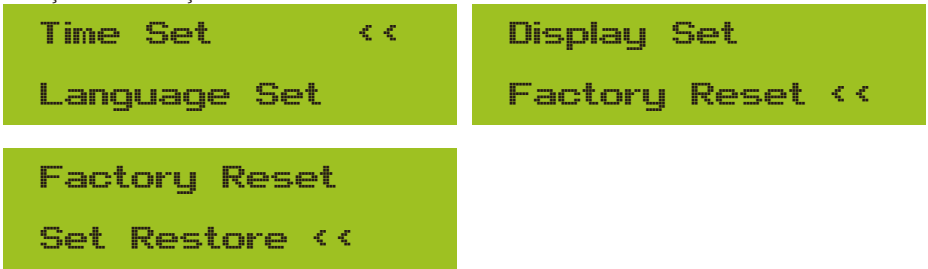 Time Set <<
Language Set
Display Set
Factory Reset <<
Factory Reset
Set Restore <<